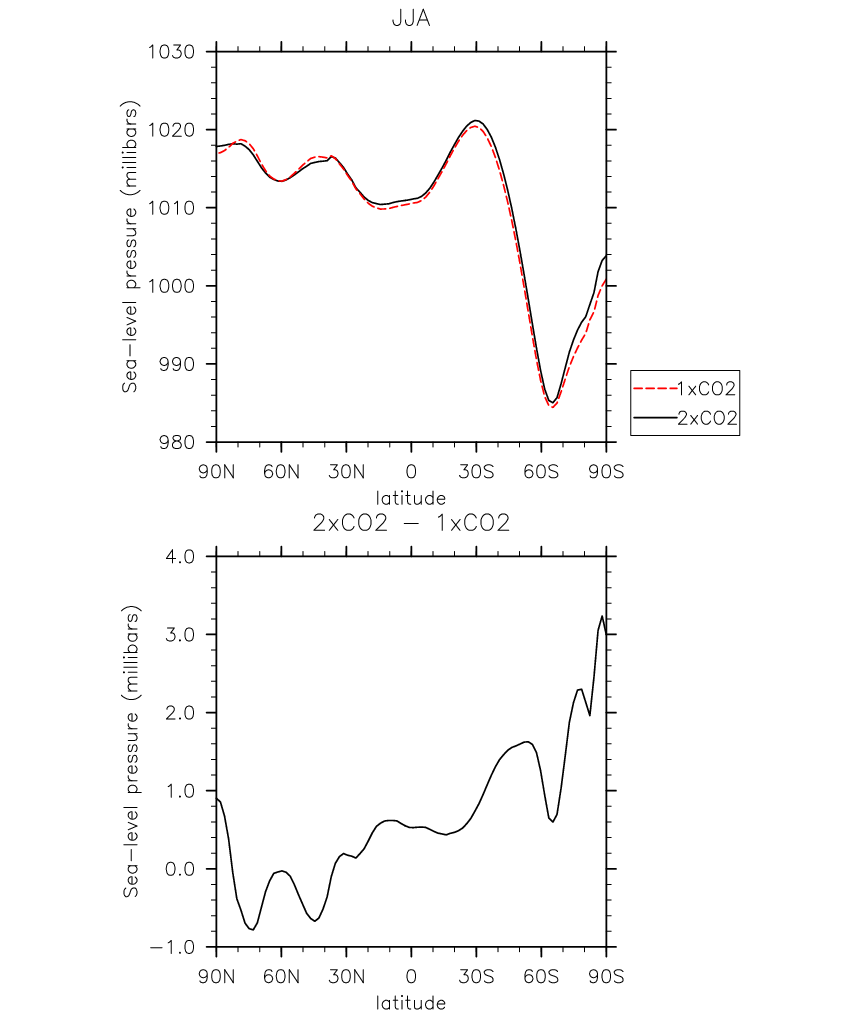 JJA
1030
1020
1010
1000
990
980
Sea-level pressure (millibars)
90N 60N 30N 0 30S 60S 90S
latitude
1xCO2
2xCO2
2xCO2 - 1xCO2
4.0
3.0
2.0
1.0
0.0
-1.0
Sea-level pressure (millibars)
90N 60N 30N 0 30S 60S 90S
latitude